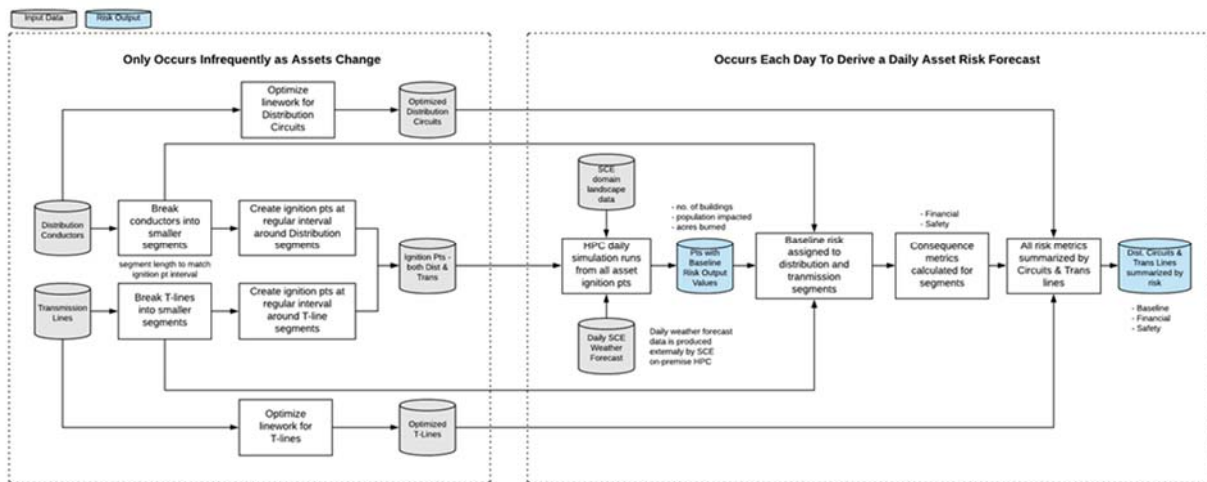 Input Data
Risk Output
Only Occurs Infrequently as Assets Change
Optimize
linework for
Distribution
Circuits
Optimized
Distribution
Circuits
Distribution
Conductors
Break
conductors into
smaller
segments
segment length to match
ignition pt interval
Create ignition pts at
regular interval
around Distribution
segments
Ignition Pts -
both Dist &
Trans
Transmission
Lines
Break T-lines
into smaller
segments
Create ignition pts at
regular interval
around T-line
segments
Optimize
linework for
T-lines
Optimized
T-Lines
Occurs Each Day To Derive a Daily Asset Risk Forecast
SCE
domain
landscape
data
HPC daily
simulation runs
from all asset
ignition pts
Daily SCE
Weather
Forecast
Daily weather forecast
data is produced
externaly by SCE
on-premise HPC
- no. of buildings
- population impacted
- acres burned
Pts with
Baseline
Risk Output
Values
Baseline risk
assigned to
distribution and
tranmission
segments
- Financial
- Safety
Consequence
metrics
calculated for
segments
All risk metrics
summarized by
Circuits & Trans
lines
Dist. Circuits &
Trans Lines
summarized by
risk
- Baseline
- Financial
- Safety